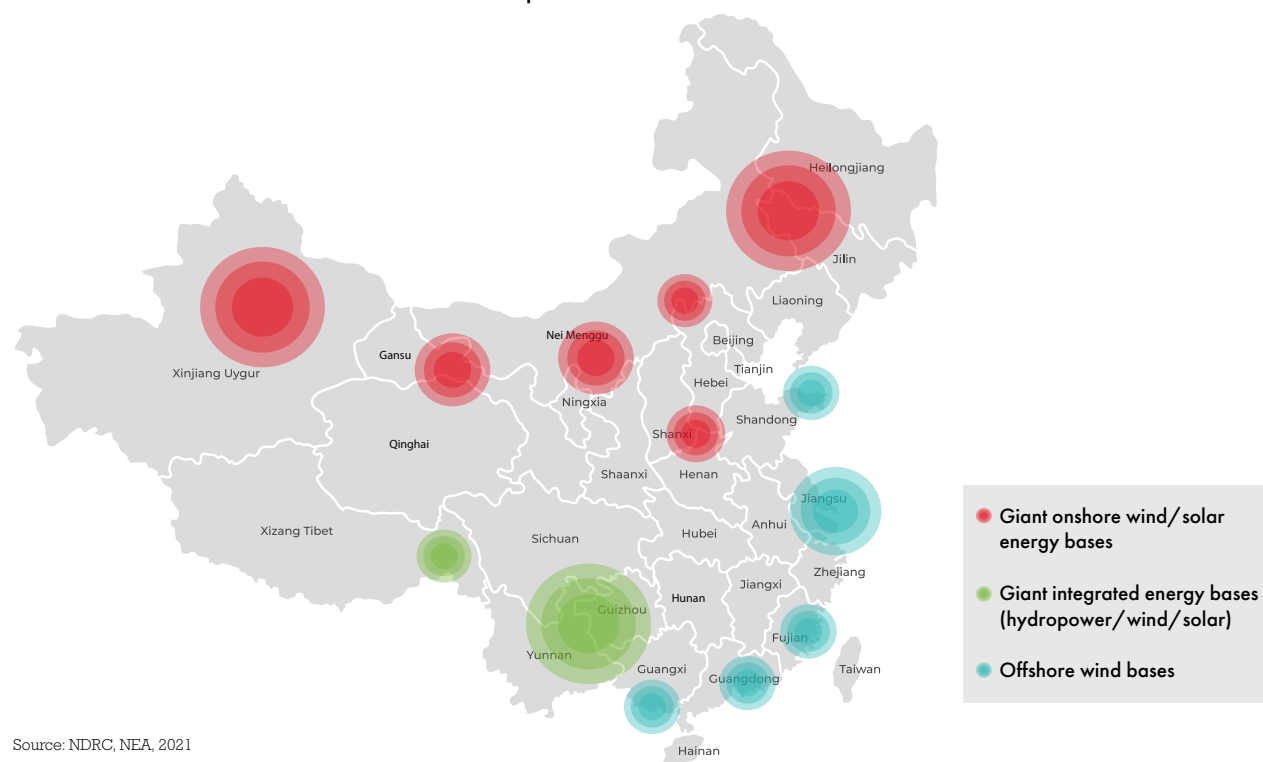 Heilongjiang
Jilin
Liaoning
Nei Menggu
Beijing
Gansu
Tianjin
Xinjiang Uygur
Hebei
Ningxia
Shandong
Shanxi
Qinghai
Shaanxi
Henan
Jiangsu
Anhui
Xizang Tibet
Sichuan
Hubei
Zhejiang
Jiangxi
Hunan
Guizhou
Fujian
Yunnan
Guangxi
Guangdong
Taiwan
Hainan
Giant onshore wind/solar
energy bases
Giant integrated energy bases
(hydropower/wind/solar)
Offshore wind bases
Source: NDRC, NEA, 2021